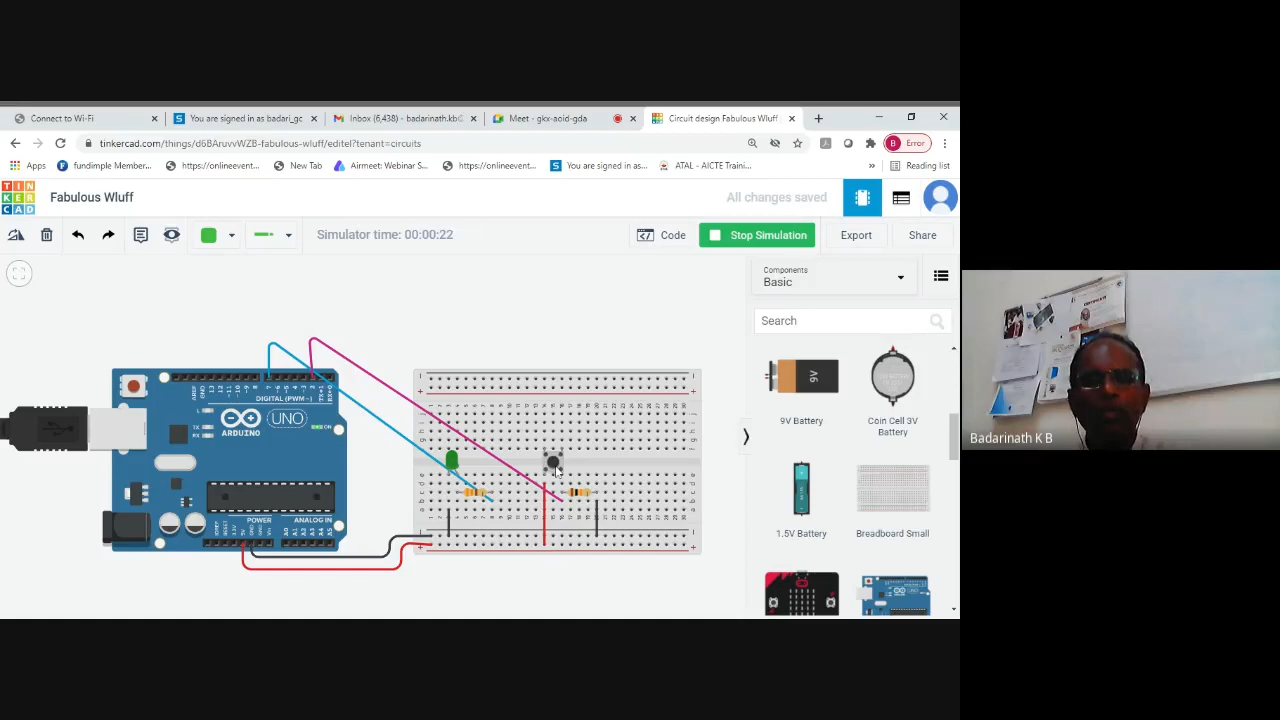 Connect to Wi-Fi
You are signed in as badari_gc
Inbox (6,438) - badarinath.kb
Meet - gkx-aoid-gda
Circuit design Fabulous Wluff
tinkercad.com/things/d6BAruvvWZB-fabulous-wluff/editel?tenant=circuits
B Error
Apps
fundimple Member...
https://onlineevent...
New Tab
Airmeet: Webinar S...
https://onlineevent...
You are signed in as...
ATAL - AICTE Traini...
»
Reading list
TINKERCAD
Fabulous Wluff
All changes saved
Simulator time: 00:00:22
Code
Stop Simulation
Export
Share
Components
Basic
Search
9V
9V Battery
Coin Cell 3V
Battery
1.5V Battery
Breadboard Small
DIGITAL (PWM~)
UNO
ARDUINO
ON
POWER
ANALOG IN
Badarinath K B